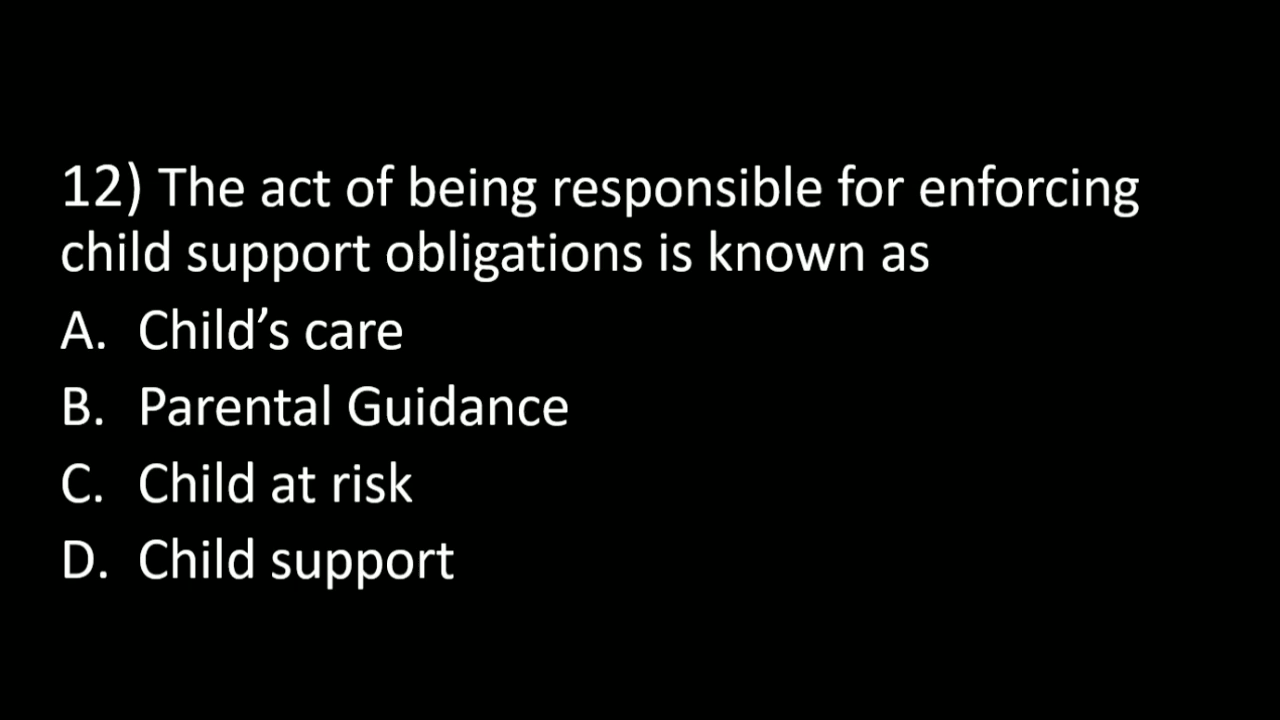 12) The act of being responsible for enforcing
child support obligations is known as
A. Child’s care
B. Parental Guidance
C. Child at risk
D. Child support